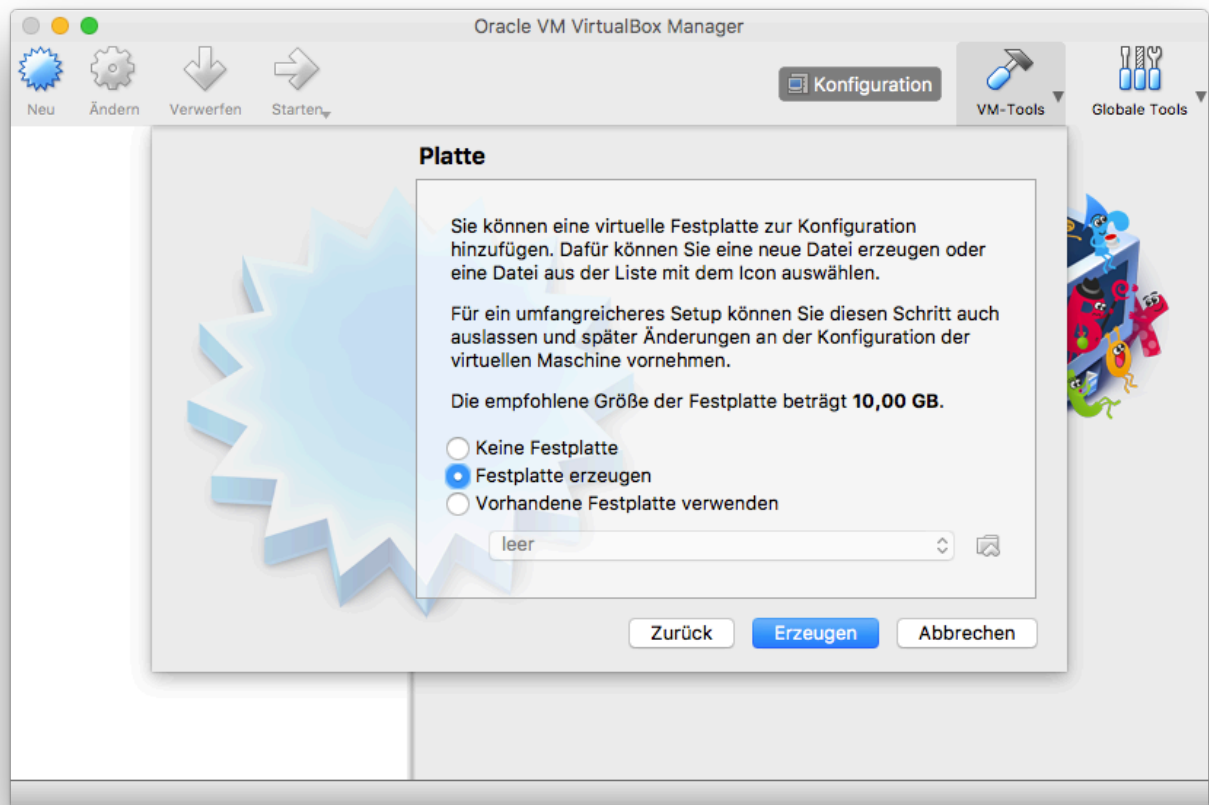 Oracle VM VirtualBox Manager
Neu
Ändern
Verwerfen
Starten
Konfiguration
VM-Tools
Globale Tools
Platte
Sie können eine virtuelle Festplatte zur Konfiguration
hinzufügen. Dafür können Sie eine neue Datei erzeugen oder
eine Datei aus der Liste mit dem Icon auswählen.
Für ein umfangreicheres Setup können Sie diesen Schritt auch
auslassen und später Änderungen an der Konfiguration der
virtuellen Maschine vornehmen.
Die empfohlene Größe der Festplatte beträgt 10,00 GB.
Keine Festplatte
Festplatte erzeugen
Vorhandene Festplatte verwenden
leer
Zurück
Erzeugen
Abbrechen